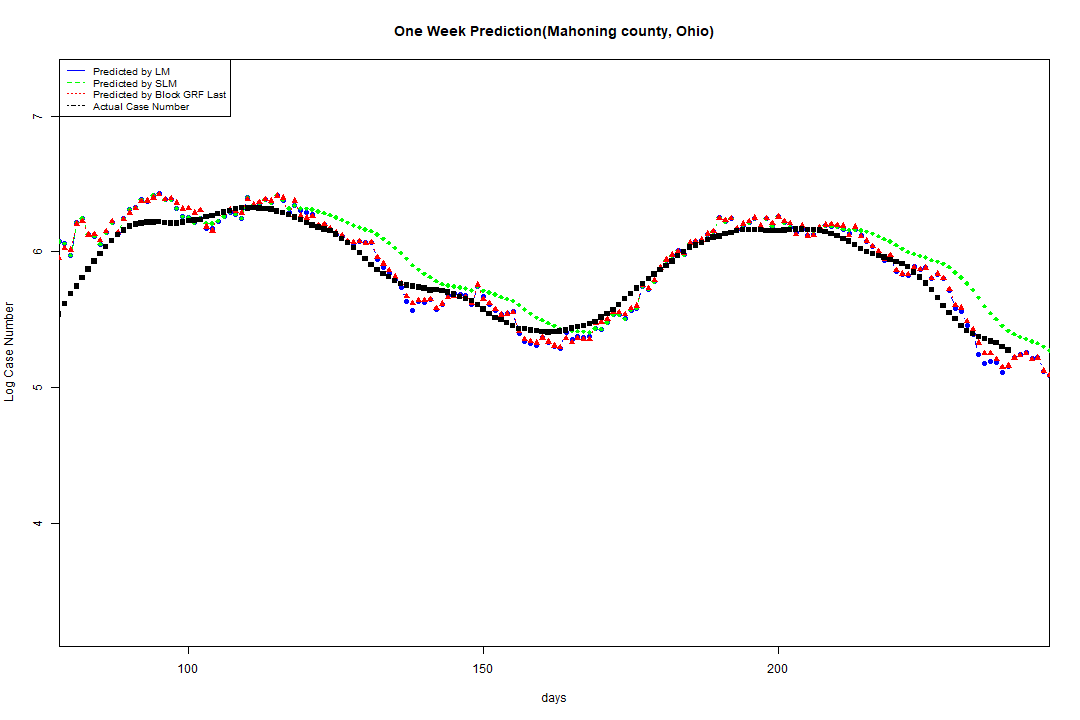 One Week Prediction(Mahoning county, Ohio)
Predicted by LM
Predicted by SLM
Predicted by Block GRF Last
Actual Case Number
7
6
5
4
Log Case Number
100 150 200
days